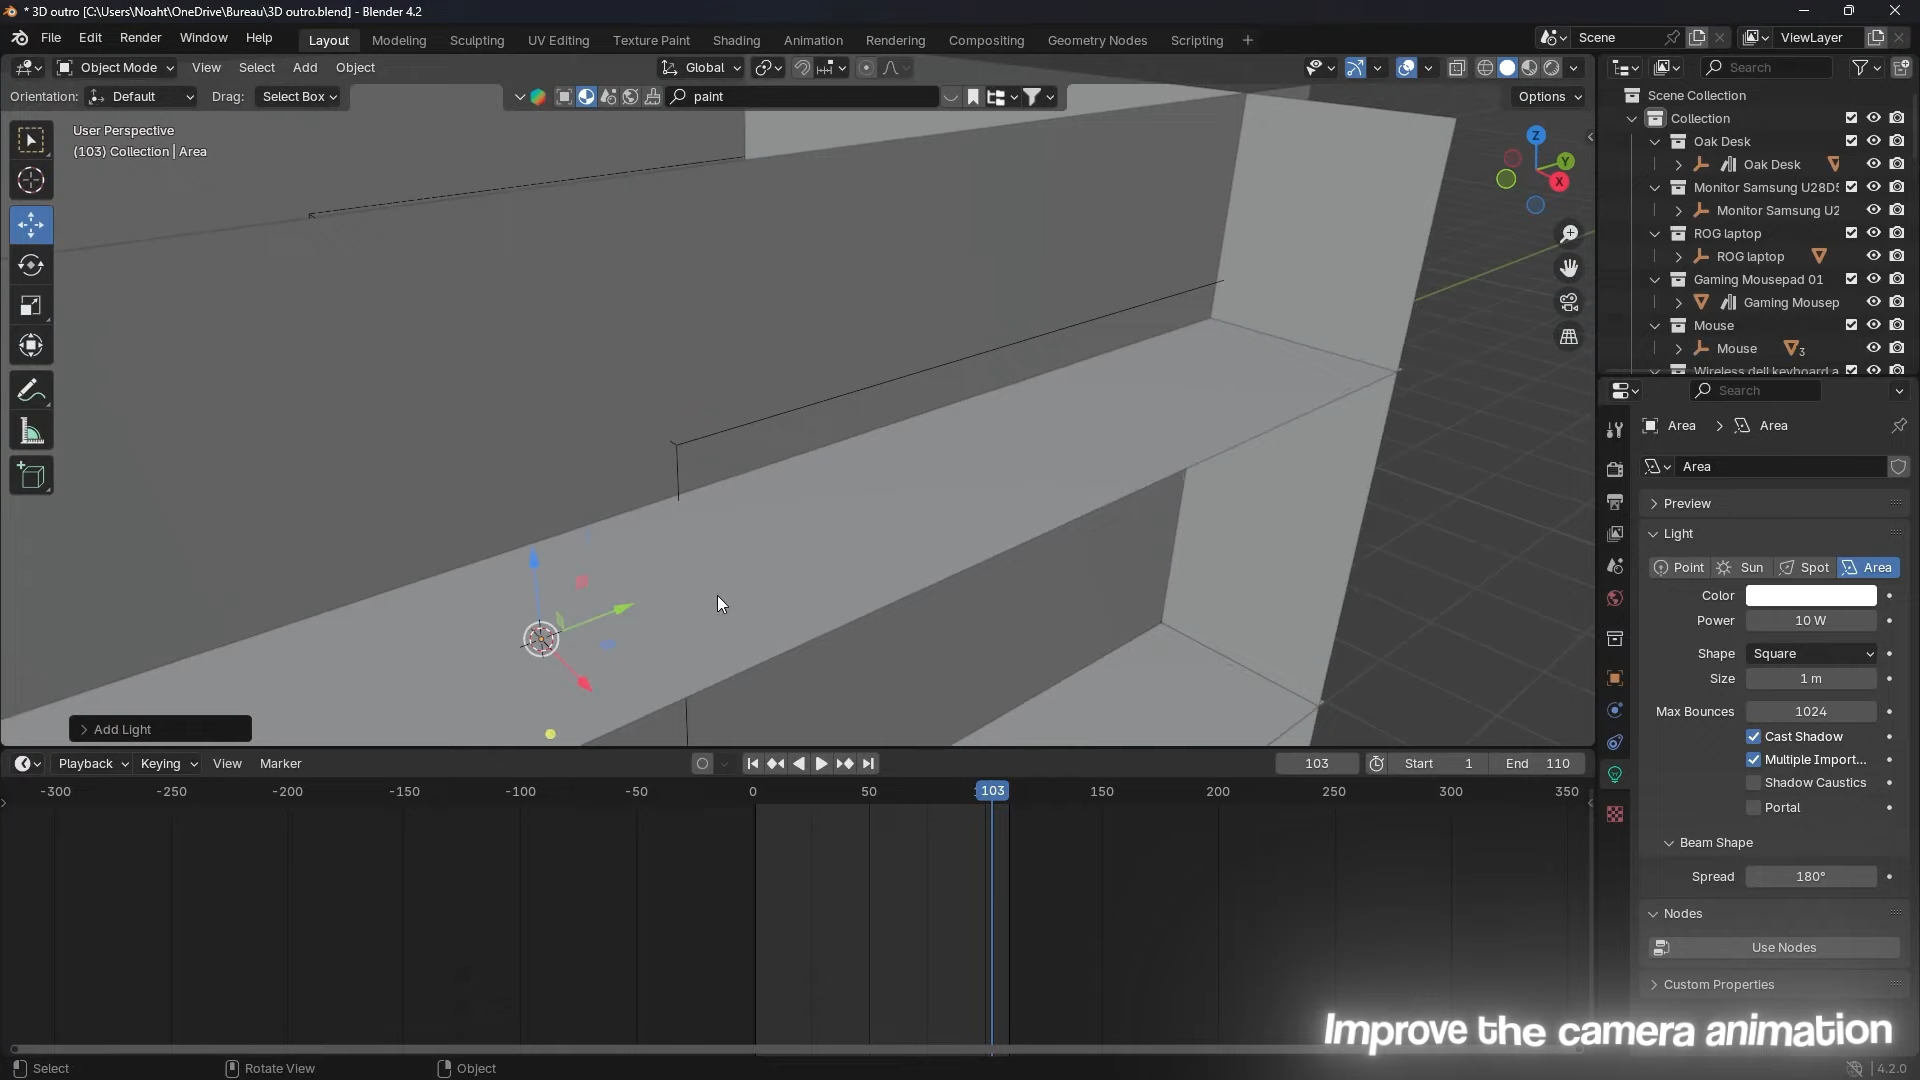 * 3D outro [C:\Users\Noaht\OneDrive\Bureau\3D outro.blend] - Blender 4.2
File Edit Render Window Help Layout Modeling Sculpting UV Editing Texture Paint Shading Animation Rendering Compositing Geometry Nodes Scripting + Scene ViewLayer
Object Mode View Select Add Object Global Search
Orientation: Default Drag: Select Box paint Options
User Perspective
(103) Collection | Area
Z
Y
X
Scene Collection
Collection
Oak Desk
Oak Desk
Monitor Samsung U28D5
Monitor Samsung U2
ROG laptop
ROG laptop
Gaming Mousepad 01
Gaming Mousep
Mouse
Mouse 3
Wireless dell keyboard a
Search
Area > Area
Area
Preview
Light
Point Sun Spot Area
Color
Power 10 W
Shape Square
Size 1 m
Max Bounces 1024
Cast Shadow
Multiple Import...
Shadow Caustics
Portal
Beam Shape
Spread 180°
Nodes
Use Nodes
Custom Properties
Add Light
Playback Keying View Marker 103 Start 1 End 110
-300 -250 -200 -150 -100 -50 0 50 103 150 200 250 300 350
Improve the camera animation
Select Rotate View Object 4.2.0